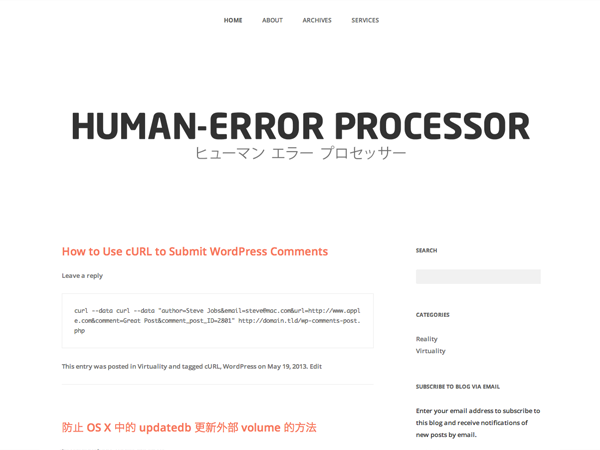 HOME ABOUT ARCHIVES SERVICES
HUMAN-ERROR PROCESSOR
ヒューマン エラー プロセッサー
How to Use cURL to Submit WordPress Comments
Leave a reply
curl --data curl --data "author=Steve Jobs&email=steve@mac.com&url=http://www.appl
e.com&comment=Great Post&comment_post_ID=2801" http://domain.tld/wp-comments-post.
php
This entry was posted in Virtuality and tagged cURL, WordPress on May 19, 2013. Edit
防止 OS X 中的 updatedb 更新外部 volume 的方法
SEARCH
CATEGORIES
Reality
Virtuality
SUBSCRIBE TO BLOG VIA EMAIL
Enter your email address to subscribe to
this blog and receive notifications of
new posts by email.